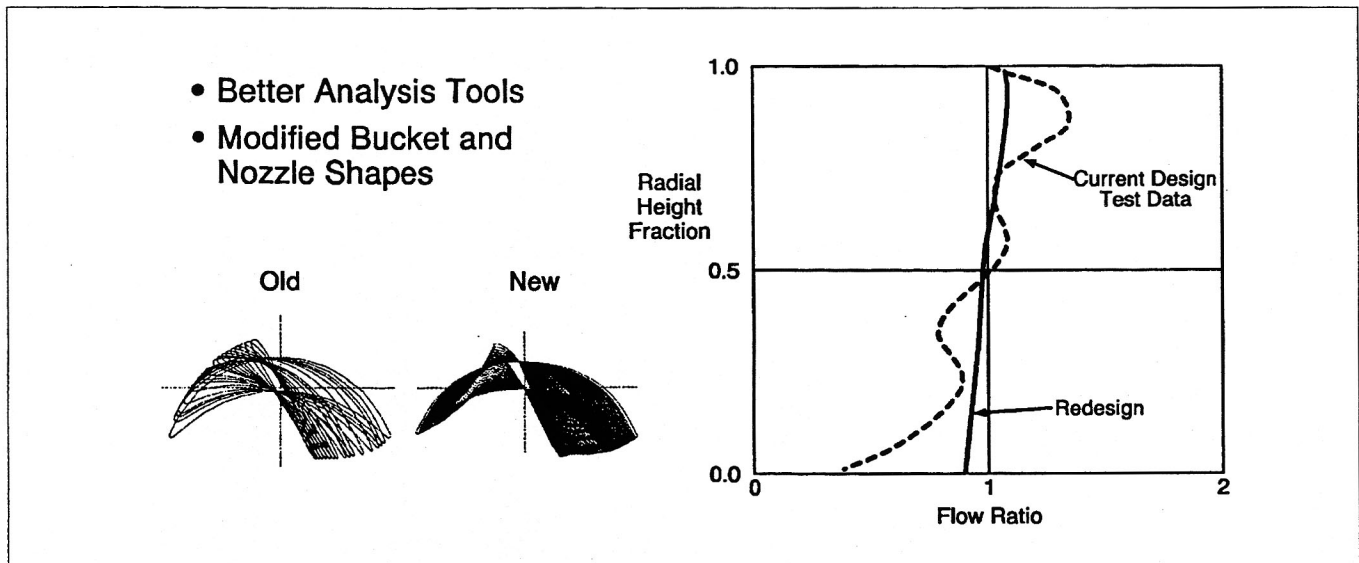 • Better Analysis Tools
• Modified Bucket and
Nozzle Shapes
Old
New
Radial
Height
Fraction
1.0
0.5
0.0
0
1
2
Flow Ratio
Current Design
Test Data
Redesign